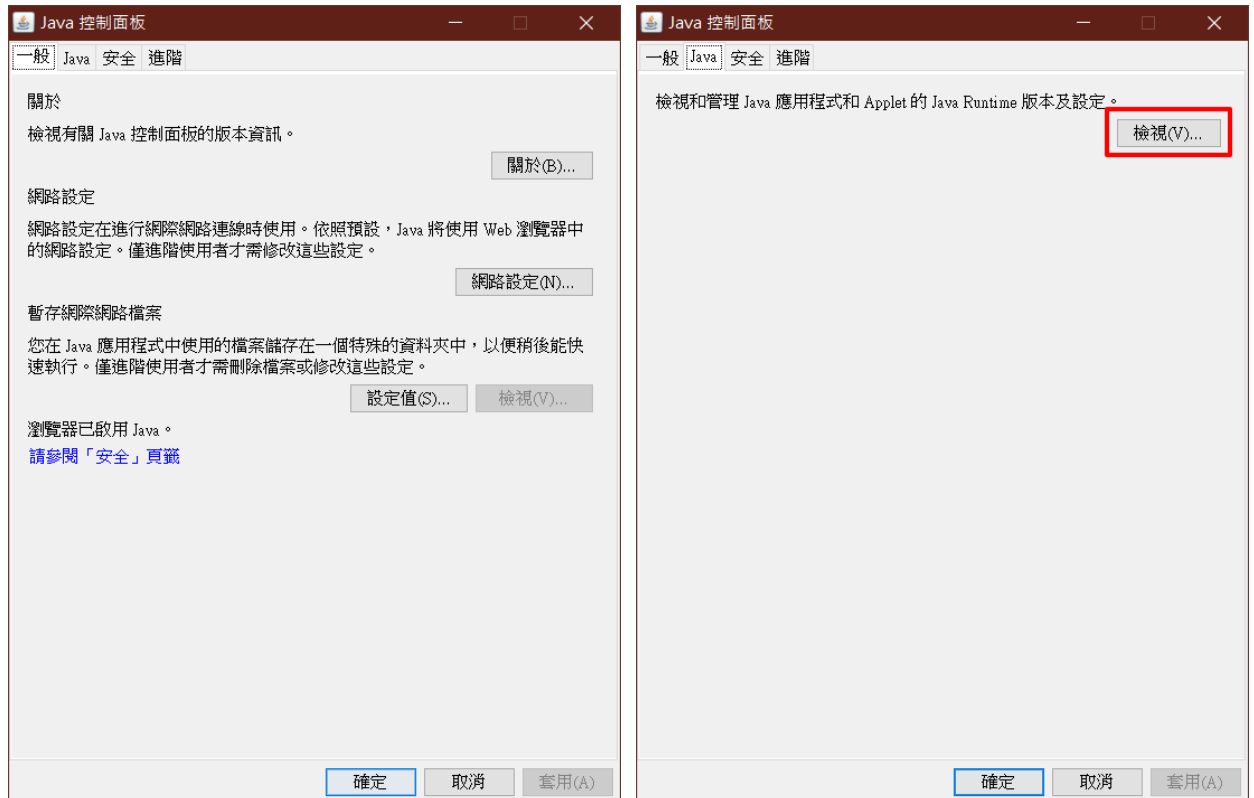 Java 控制面板
一般 Java 安全 進階
關於
檢視有關 Java 控制面板的版本資訊。
關於(B)...
網路設定
網路設定在進行網際網路連線時使用。依照預設，Java 將使用 Web 瀏覽器中
的網路設定。僅進階使用者才需修改這些設定。
網路設定(N)...
暫存網際網路檔案
您在 Java 應用程式中使用的檔案儲存在一個特殊的資料夾中，以便稍後能快
速執行。僅進階使用者才需刪除檔案或修改這些設定。
設定值(S)... 檢視(V)...
瀏覽器已啟用 Java。
請參閱「安全」頁籤
確定 取消 套用(A)
Java 控制面板
一般 Java 安全 進階
檢視和管理 Java 應用程式和 Applet 的 Java Runtime 版本及設定。
檢視(V)...
確定 取消 套用(A)